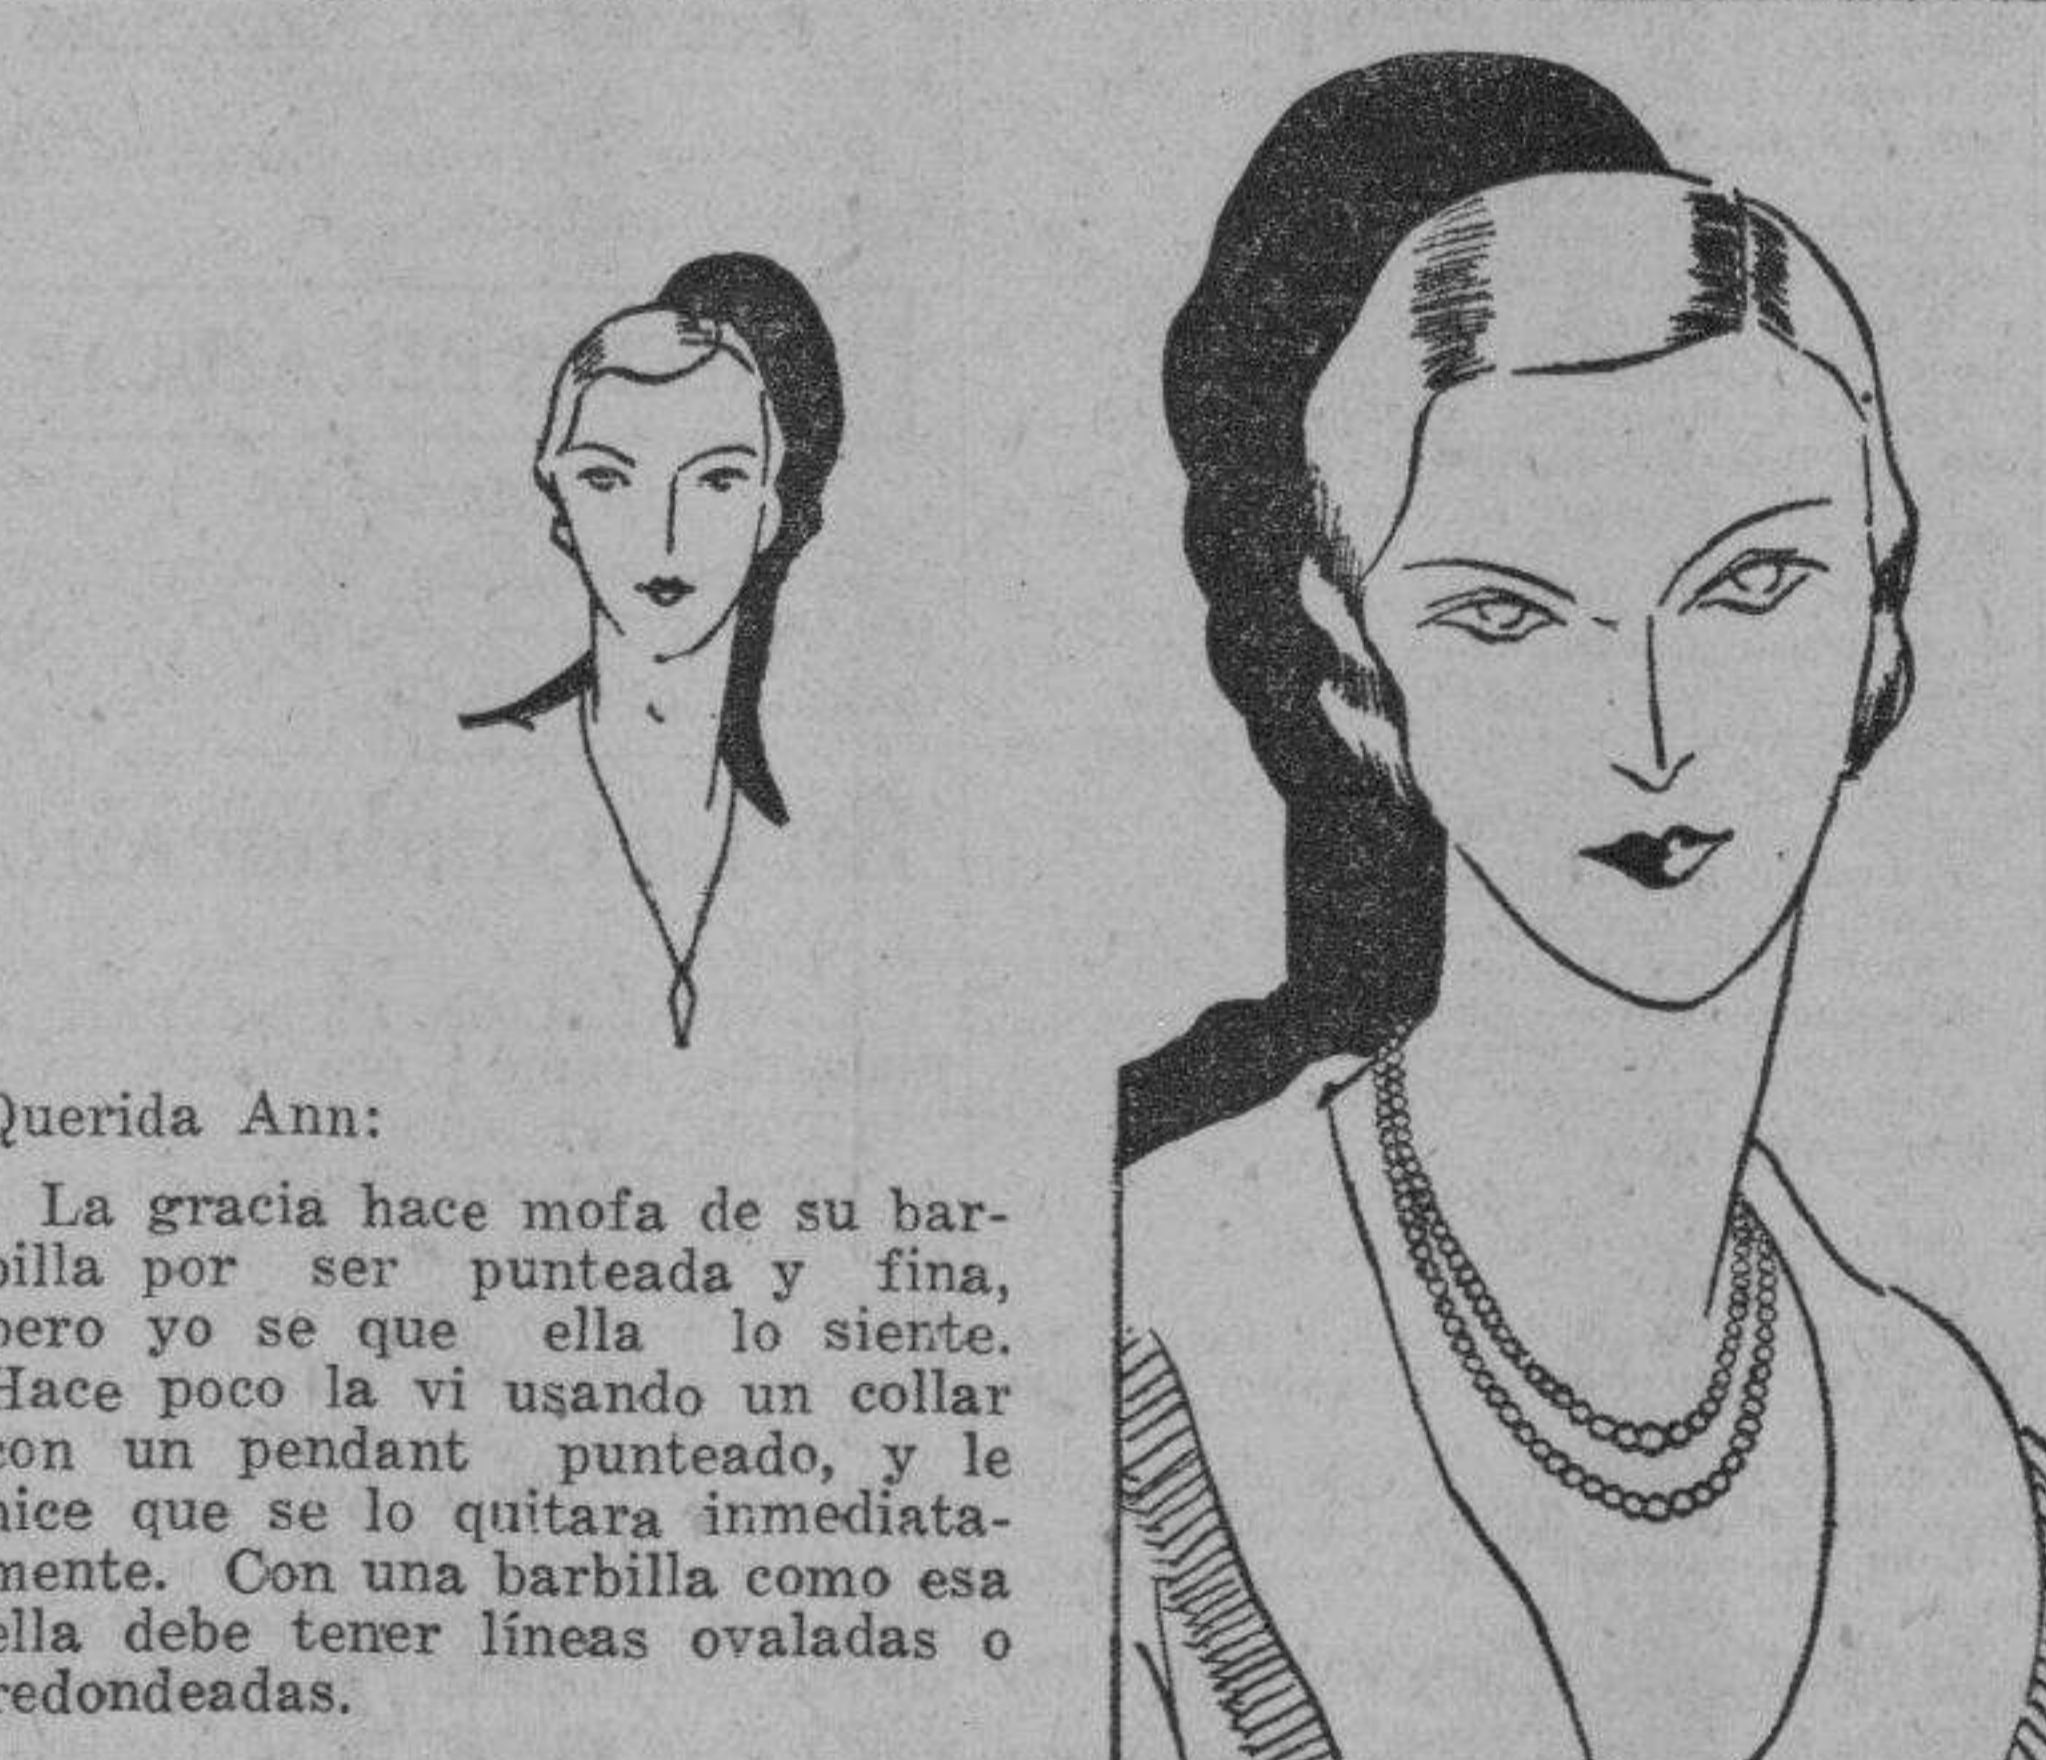 Querida Ann:
La gracia hace mofa de su bar-
billa por ser punteada y fina,
pero yo se que ella lo siente.
Hace poco la vi usando un collar
con un pendant punteado, y le
hice que se lo quitara inmediata-
mente. Con una barbilla como esa
ella debe tener líneas ovaladas o
redondeadas.